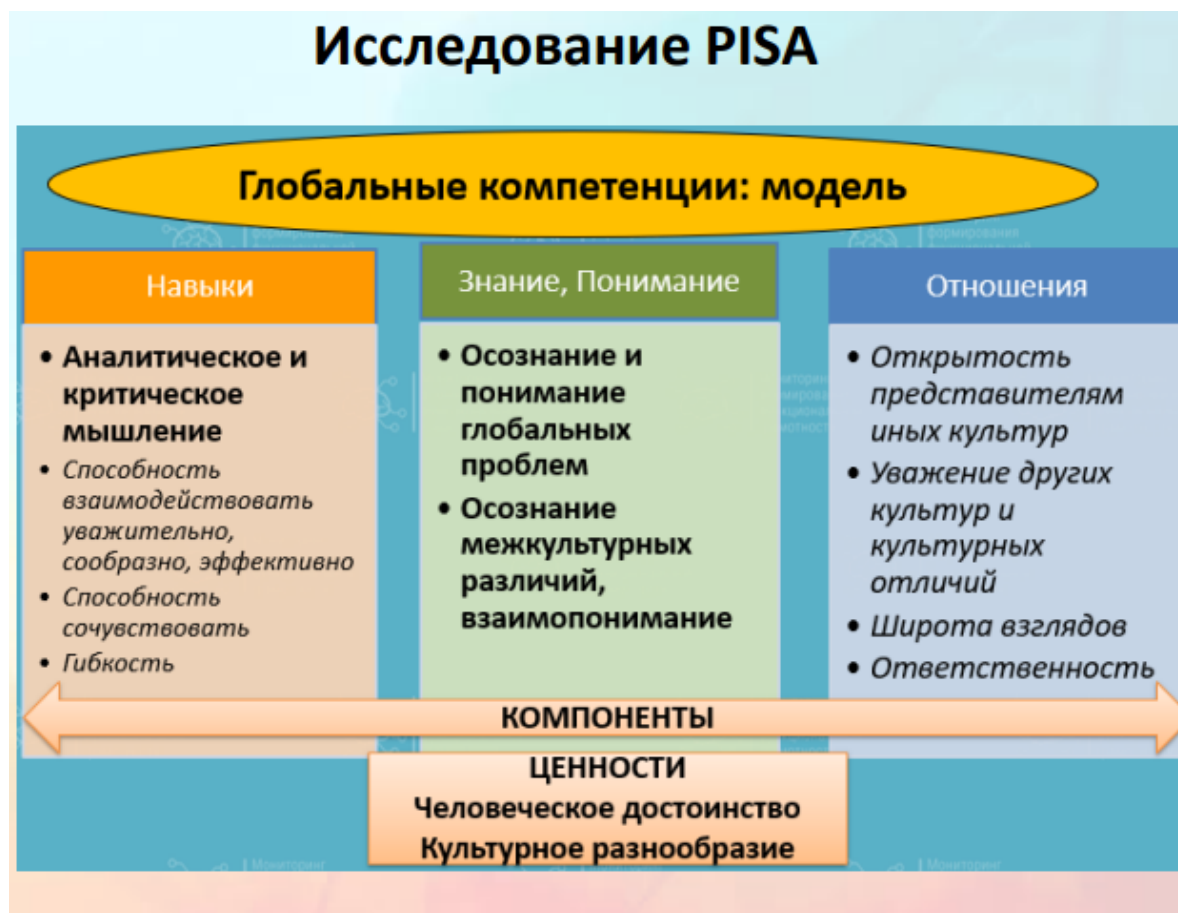 Исследование PISA
Глобальные компетенции: модель
Навыки
• Аналитическое и
критическое
мышление
• Способность
взаимодействовать
уважительно,
сообразно, эффективно
• Способность
сочувствовать
• Гибкость
Знание, Понимание
• Осознание и
понимание
глобальных
проблем
• Осознание
межкультурных
различий,
взаимопонимание
Отношения
• Открытость
представителям
иных культур
• Уважение других
культур и
культурных
отличий
• Широта взглядов
• Ответственность
КОМПОНЕНТЫ
ЦЕННОСТИ
Человеческое достоинство
Культурное разнообразие